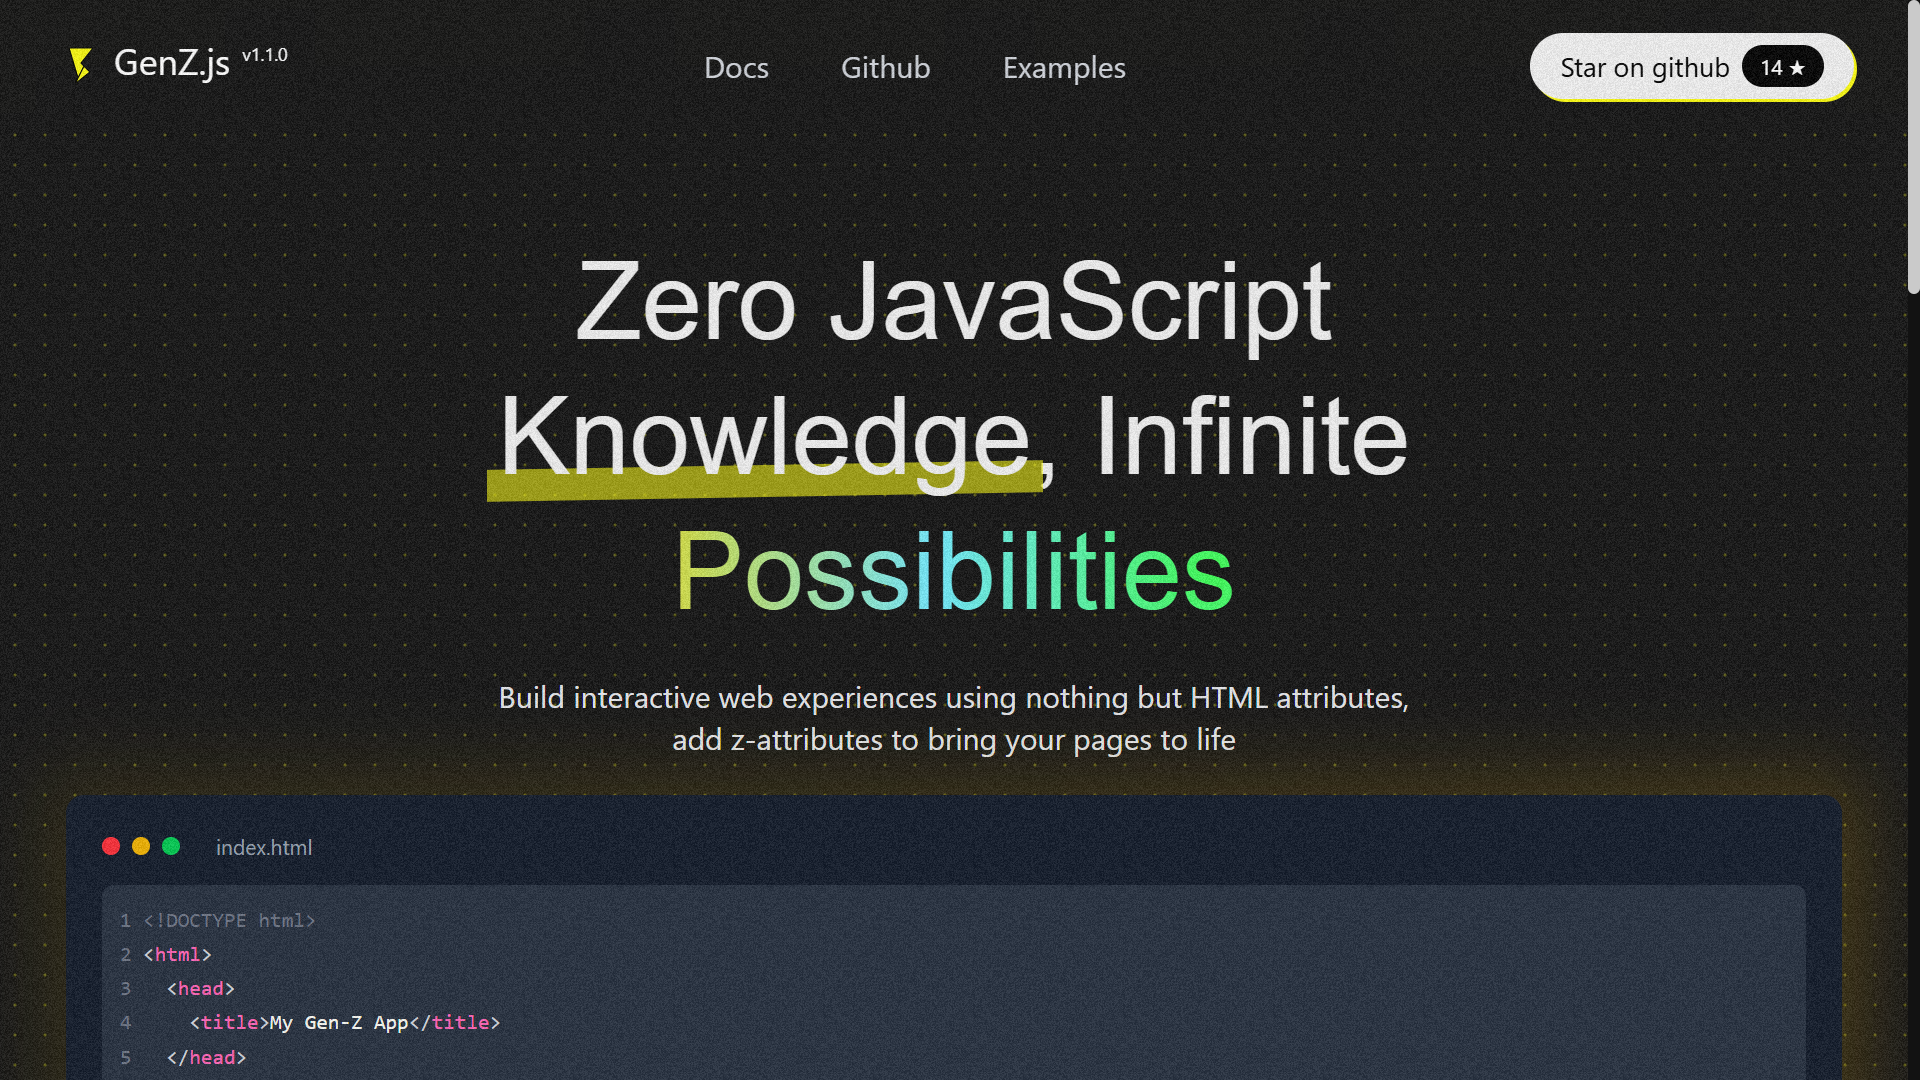 GenZ.js v1.1.0
Docs
Github
Examples
Star on github 14 ★
Zero JavaScript
Knowledge, Infinite
Possibilities
Build interactive web experiences using nothing but HTML attributes,
add z-attributes to bring your pages to life
index.html
1 <!DOCTYPE html>
2 <html>
3   <head>
4     <title>My Gen-Z App</title>
5   </head>